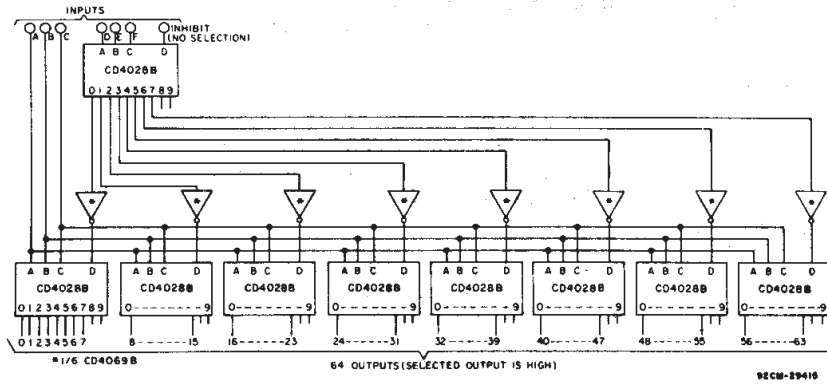 INPUTS
A B C
D E F
INHIBIT
(NO SELECTION)
A B C D
CD4028B
0 1 2 3 4 5 6 7 8 9
* * * * * * * *
A B C D A B C D A B C D A B C D A B C D A B C D A B C D A B C D
CD4028B CD4028B CD4028B CD4028B CD4028B CD4028B CD4028B CD4028B
0 1 2 3 4 5 6 7 8 9 0---------9 0---------9 0---------9 0---------9 0---------9 0---------9 0---------9
0 1 2 3 4 5 6 7 8--------15 16-------23 24-------31 32-------39 40-------47 48-------55 56-------63
*1/6 CD4069B
64 OUTPUTS (SELECTED OUTPUT IS HIGH)
92CM-29415